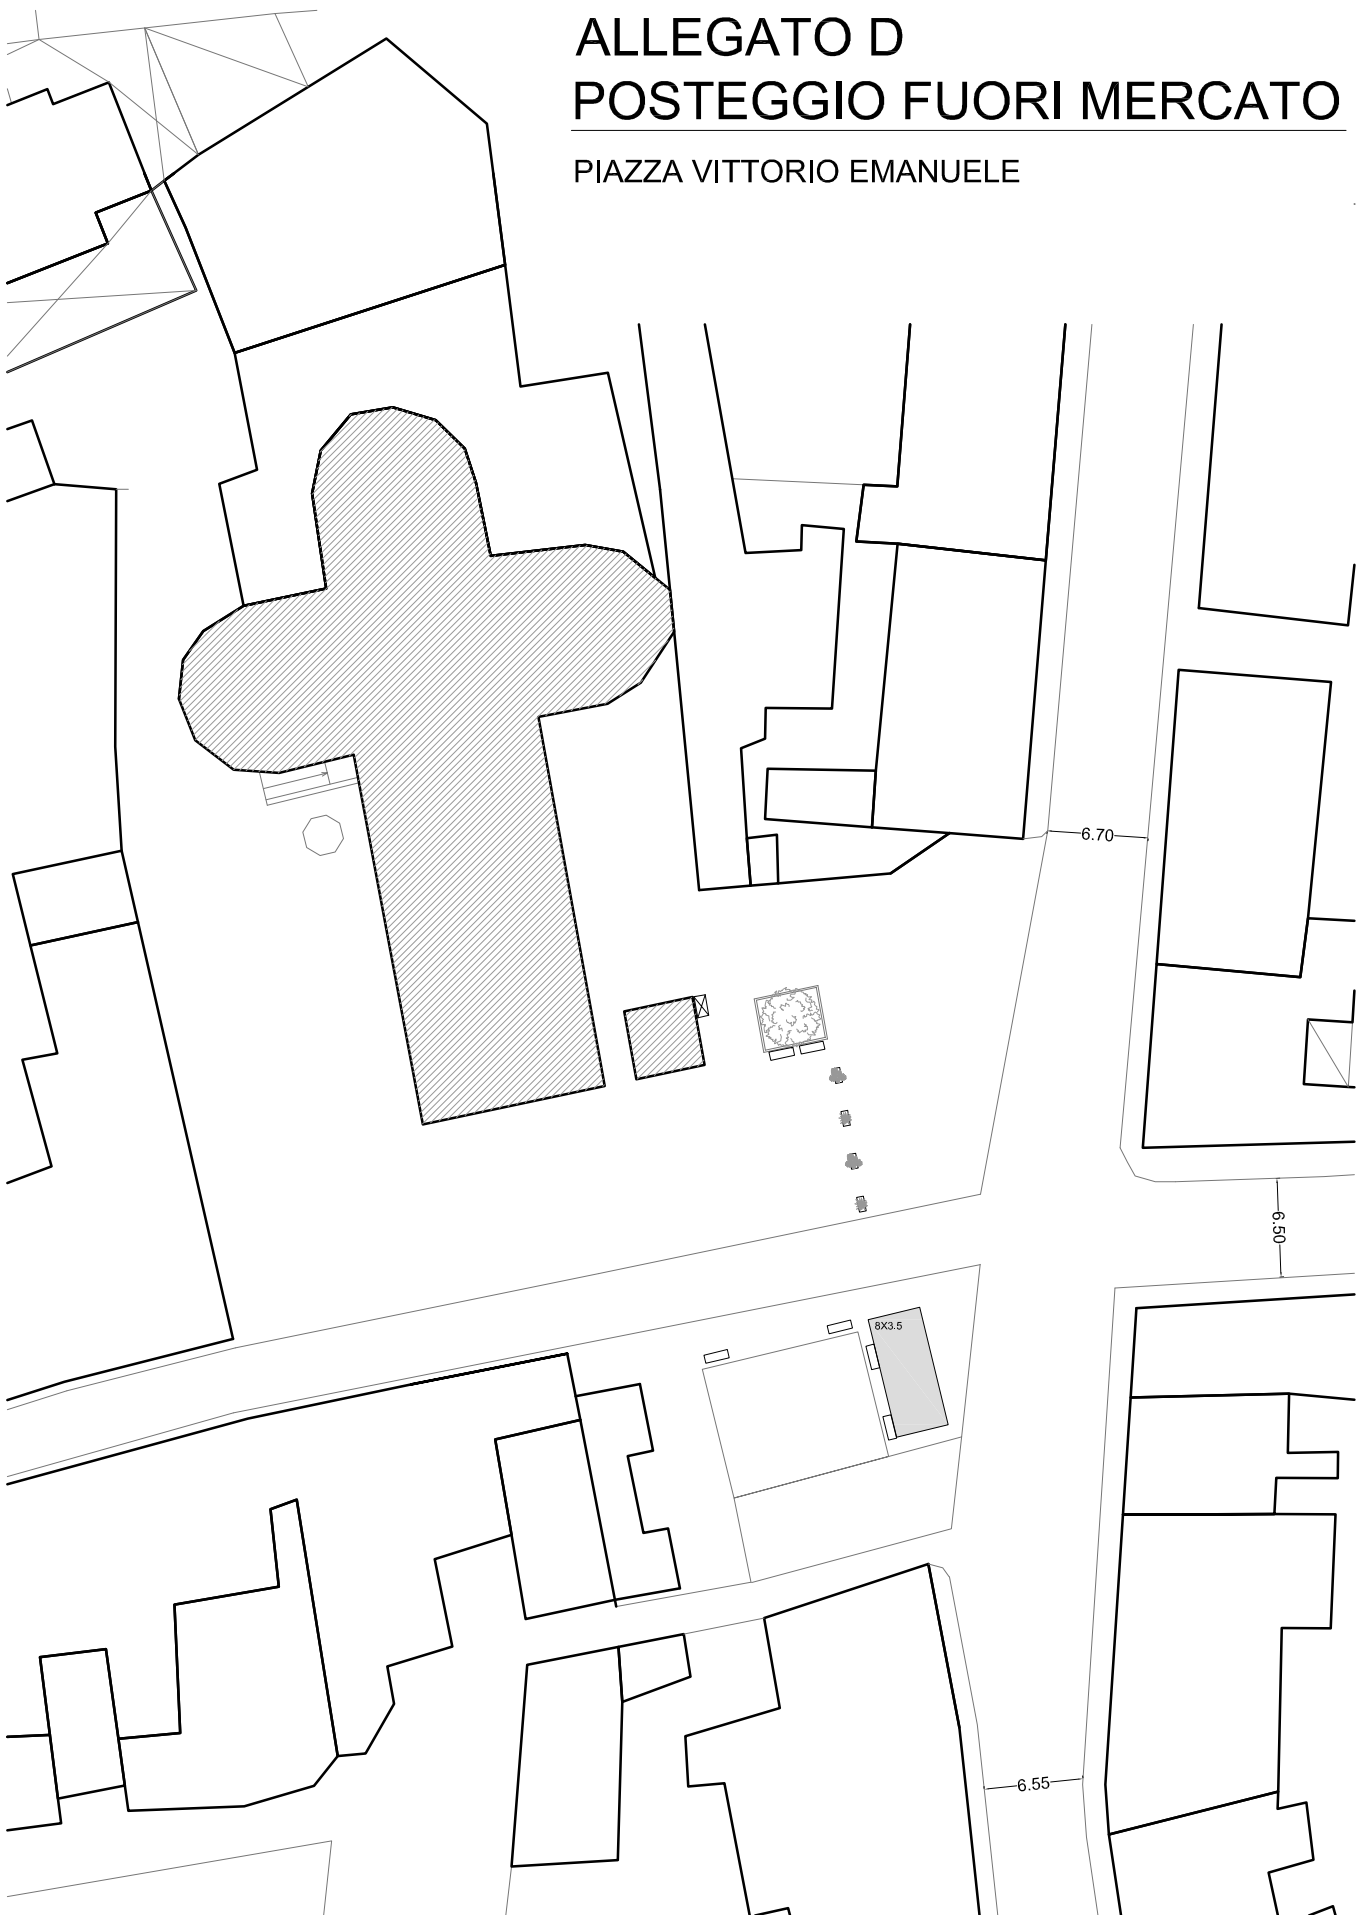 ALLEGATO D
POSTEGGIO FUORI MERCATO
PIAZZA VITTORIO EMANUELE
6.70
6.50
8X3.5
6.55